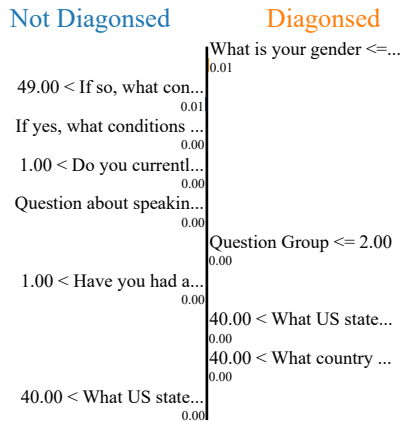 Not Diagonsed
Diagonsed
What is your gender <=...
0.01
49.00 < If so, what con...
0.01
If yes, what conditions ...
0.00
1.00 < Do you currentl...
0.00
Question about speakin...
0.00
Question Group <= 2.00
0.00
1.00 < Have you had a...
0.00
40.00 < What US state...
0.00
40.00 < What country ...
0.00
40.00 < What US state...
0.00